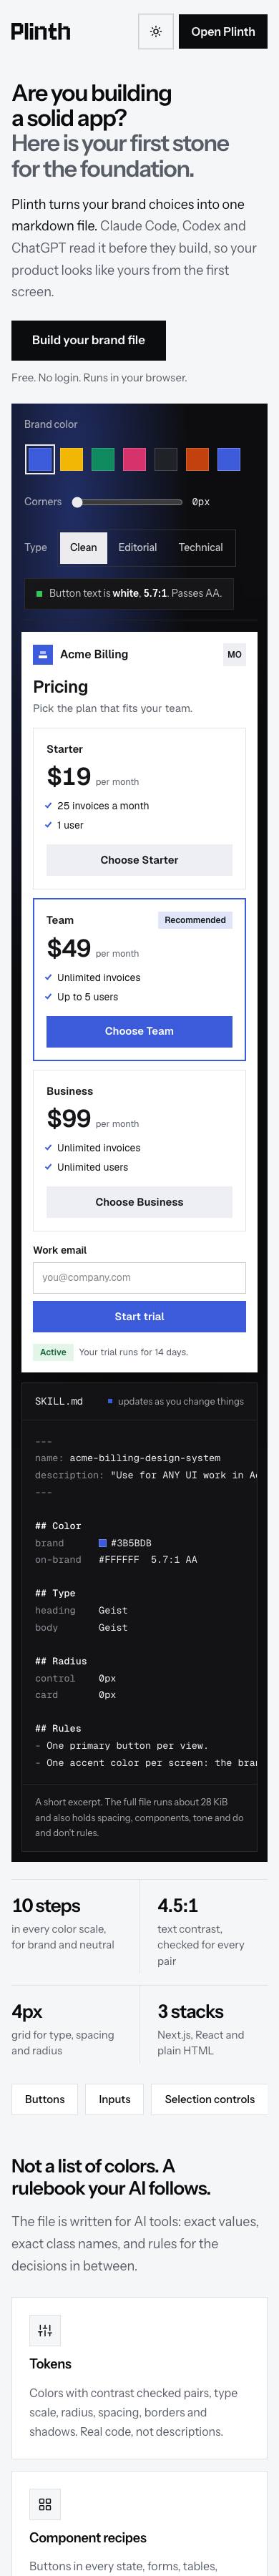 Plinth
Open Plinth
Are you building
a solid app?
Here is your first stone
for the foundation.
Plinth turns your brand choices into one
markdown file. Claude Code, Codex and
ChatGPT read it before they build, so your
product looks like yours from the first
screen.
Build your brand file
Free. No login. Runs in your browser.
Brand color
Corners 0px
Type Clean Editorial Technical
Button text is white, 5.7:1. Passes AA.
Acme Billing MO
Pricing
Pick the plan that fits your team.
Starter
$19 per month
25 invoices a month
1 user
Choose Starter
Team Recommended
$49 per month
Unlimited invoices
Up to 5 users
Choose Team
Business
$99 per month
Unlimited invoices
Unlimited users
Choose Business
Work email
you@company.com
Start trial
Active Your trial runs for 14 days.
SKILL.md updates as you change things
---
name: acme-billing-design-system
description: "Use for ANY UI work in Ac
---
## Color
brand #3B5BDB
on-brand #FFFFFF 5.7:1 AA
## Type
heading Geist
body Geist
## Radius
control 0px
card 0px
## Rules
- One primary button per view.
- One accent color per screen: the bran
A short excerpt. The full file runs about 28 KiB
and also holds spacing, components, tone and do
and don't rules.
10 steps
in every color scale,
for brand and neutral
4.5:1
text contrast,
checked for every
pair
4px
grid for type, spacing
and radius
3 stacks
Next.js, React and
plain HTML
Buttons Inputs Selection controls
Not a list of colors. A
rulebook your AI follows.
The file is written for AI tools: exact values,
exact class names, and rules for the
decisions in between.
Tokens
Colors with contrast checked pairs, type
scale, radius, spacing, borders and
shadows. Real code, not descriptions.
Component recipes
Buttons in every state, forms, tables,